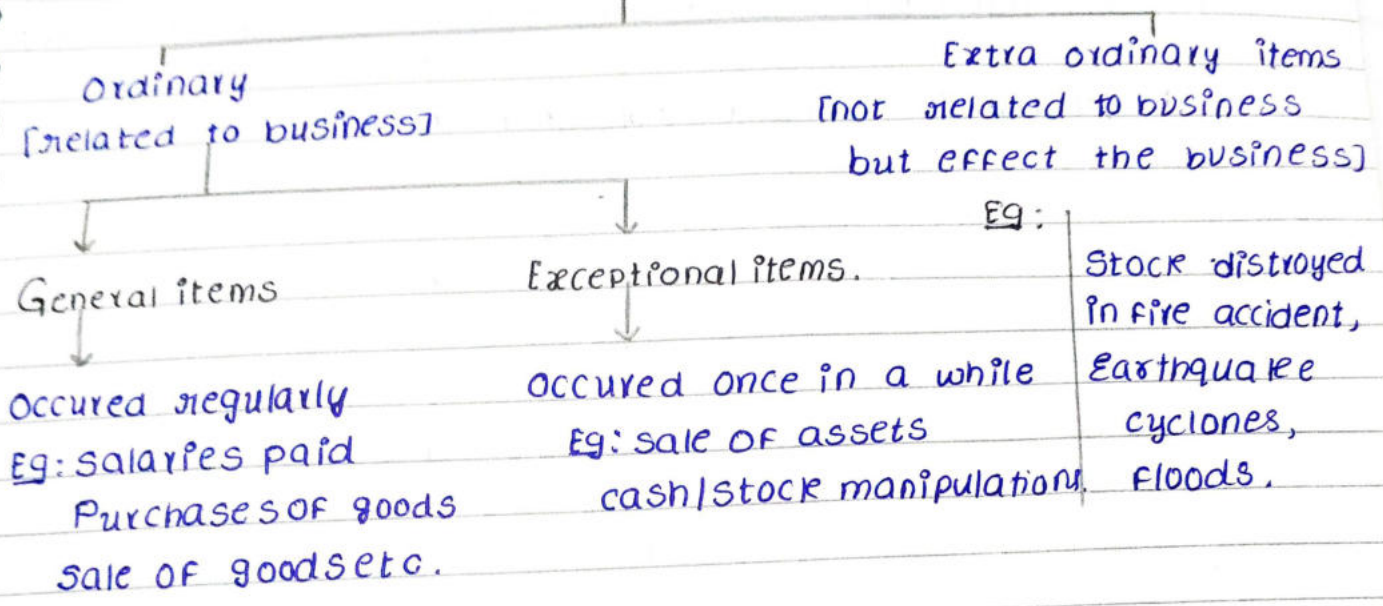 Ordinary
[related to business]
Extra ordinary items
[not related to business
but effect the business]
Eg:
General items
Exceptional items.
Stock distroyed
in fire accident,
Earthquakee
cyclones,
Floods.
Occured regularly
Eg: salaries paid
Purchases of goods
Sale of goods etc.
Occured once in a while
Eg: sale of assets
cash/stock manipulations.